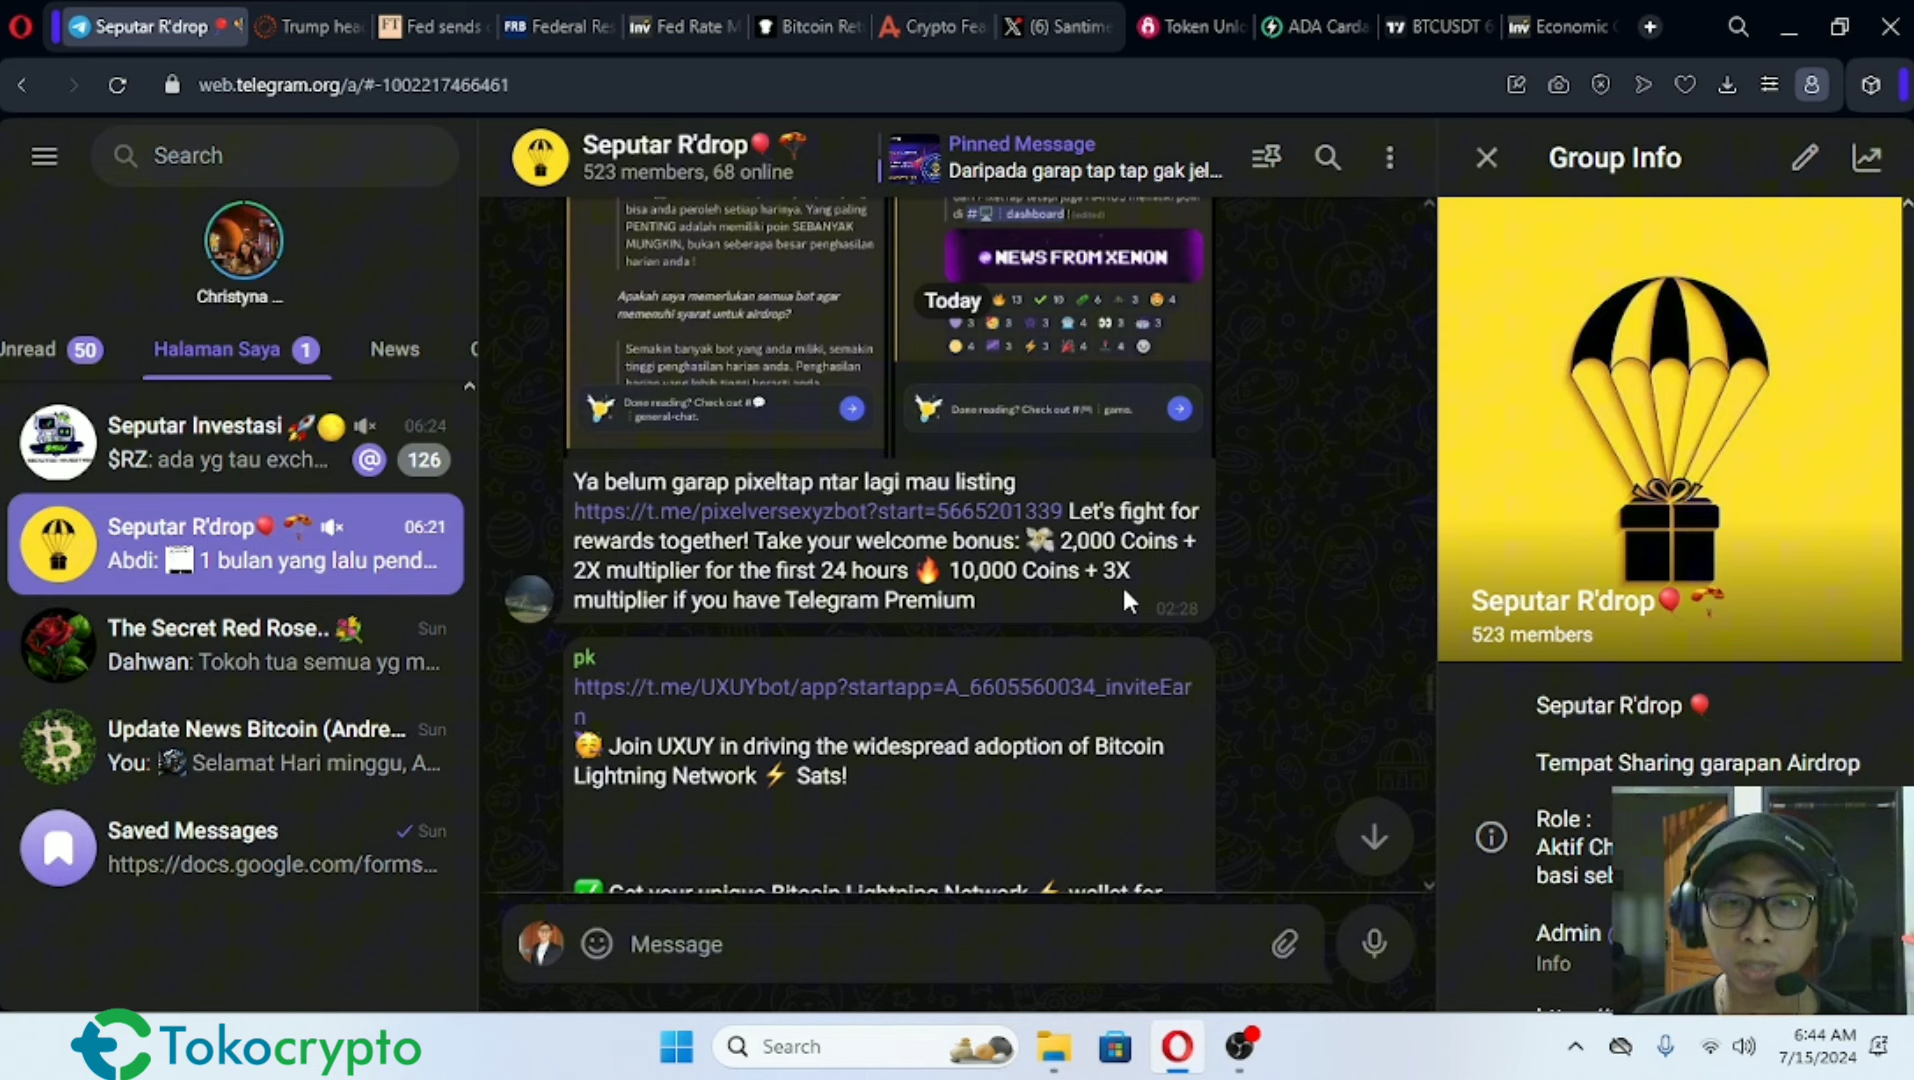 Seputar R'drop
Trump hea
FT Fed sends
FRB Federal Res
Inv Fed Rate M
Bitcoin Ret
Crypto Fea
(6) Santime
Token Unlo
ADA Carda
BTCUSDT 6
Inv Economic
web.telegram.org/a/#-1002217466461
Search
Christyna ...
Unread 50
Halaman Saya 1
News
Seputar Investasi 🚀 06:24
$RZ: ada yg tau exch... @ 126
Seputar R'drop🎈 06:21
Abdi: 1 bulan yang lalu pend...
The Secret Red Rose.. 💐 Sun
Dahwan: Tokoh tua semua yg m...
Update News Bitcoin (Andre... Sun
You: Selamat Hari minggu, A...
Saved Messages Sun
https://docs.google.com/forms...
Seputar R'drop🎈
523 members, 68 online
Pinned Message
Daripada garap tap tap gak jel...
bisa anda peroleh setiap harinya. Yang paling
PENTING adalah memiliki poin SEBANYAK
MUNGKIN, bukan seberapa besar penghasilan
harian anda !
Apakah saya memerlukan semua bot agar
memenuhi syarat untuk airdrop?
Semakin banyak bot yang anda miliki, semakin
tinggi penghasilan harian anda. Penghasilan
Done reading? Check out #💬
general-chat.
di # dashboard ! (edited)
NEWS FROM XENON
Today
🔥 13 10 6 3 4
3 3 3 4 3 3
4 3 3 4 4
Done reading? Check out #🎮 game.
Ya belum garap pixeltap ntar lagi mau listing
https://t.me/pixelversexyzbot?start=5665201339 Let's fight for
rewards together! Take your welcome bonus: 💸 2,000 Coins +
2X multiplier for the first 24 hours 🔥 10,000 Coins + 3X
multiplier if you have Telegram Premium
02:28
pk
https://t.me/UXUYbot/app?startapp=A_6605560034_inviteEar
n
🥳 Join UXUY in driving the widespread adoption of Bitcoin
Lightning Network ⚡ Sats!
✅ Get your unique Bitcoin Lightning Network ⚡ wallet for
Message
Group Info
Seputar R'drop🎈
523 members
Seputar R'drop 🎈
Tempat Sharing garapan Airdrop
Role :
Aktif Ch
basi seb
Admin
Info
Tokocrypto
Search
6:44 AM
7/15/2024